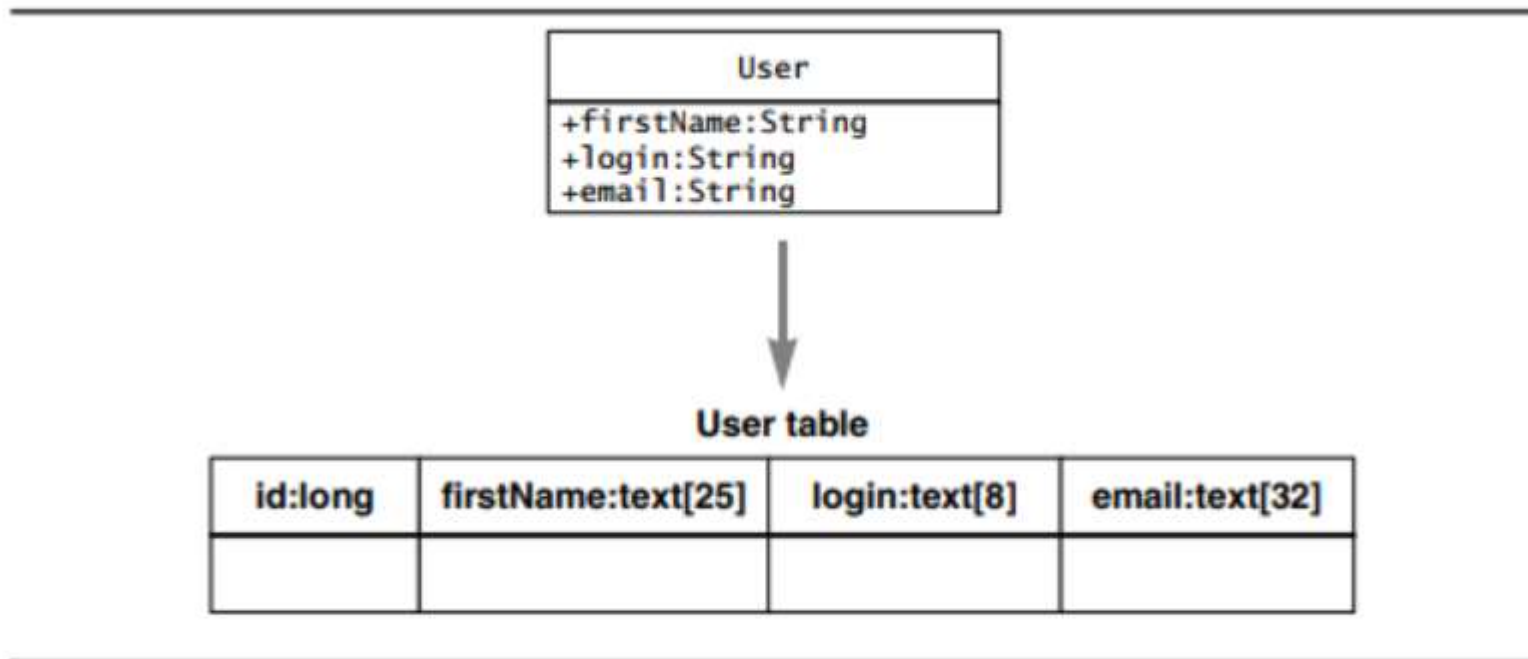 User
+firstName:String
+login:String
+email:String
User table
id:long firstName:text[25] login:text[8] email:text[32]